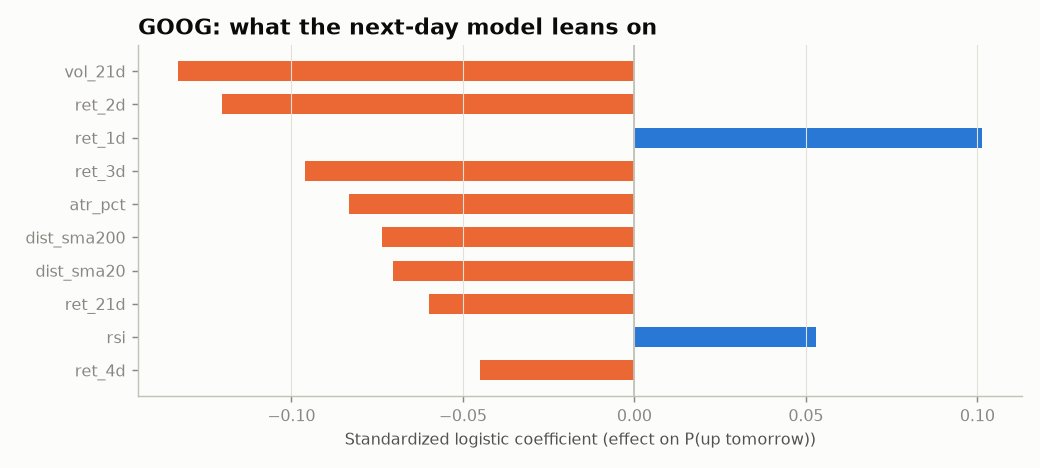 GOOG: what the next-day model leans on
vol_21d
ret_2d
ret_1d
ret_3d
atr_pct
dist_sma200
dist_sma20
ret_21d
rsi
ret_4d
−0.10 −0.05 0.00 0.05 0.10
Standardized logistic coefficient (effect on P(up tomorrow))